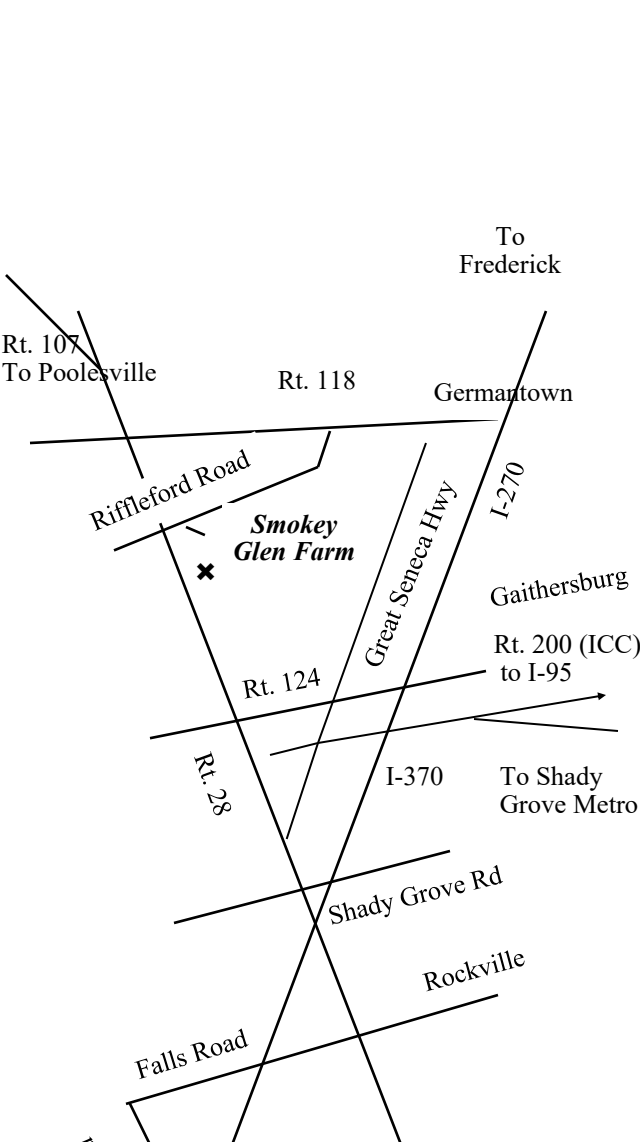 To
Frederick
Rt. 107
To Poolesville
Rt. 118
Germantown
Riffleford Road
I-270
Smokey
Glen Farm
Great Seneca Hwy
Gaithersburg
Rt. 200 (ICC)
to I-95
Rt. 124
Rt. 28
I-370
To Shady
Grove Metro
Shady Grove Rd
Rockville
Falls Road